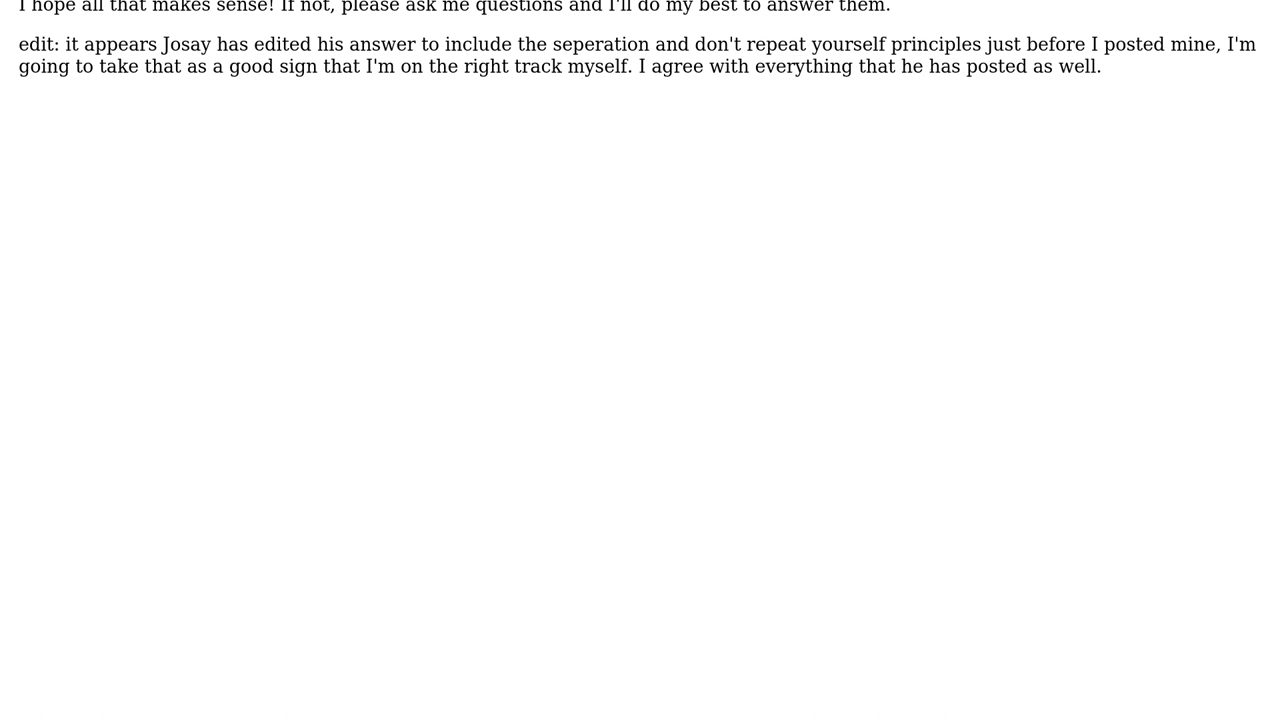 I hope all that makes sense! If not, please ask me questions and I'll do my best to answer them.
edit: it appears Josay has edited his answer to include the seperation and don't repeat yourself principles just before I posted mine, I'm
going to take that as a good sign that I'm on the right track myself. I agree with everything that he has posted as well.